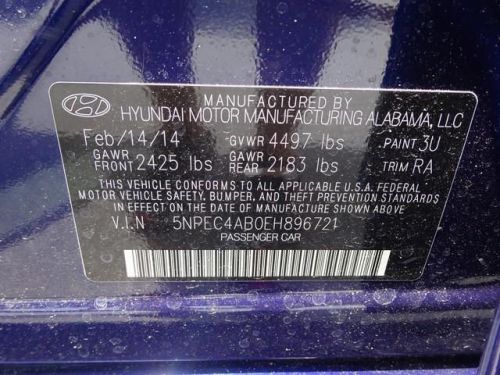 MANUFACTURED BY
HYUNDAI MOTOR MANUFACTURING ALABAMA, LLC
Feb/14/14 GVWR 4497 lbs PAINT 3U
GAWR FRONT 2425 lbs GAWR REAR 2183 lbs TRIM RA
THIS VEHICLE CONFORMS TO ALL APPLICABLE U.S.A. FEDERAL
MOTOR VEHICLE SAFETY, BUMPER, AND THEFT PREVENTION STANDARDS
IN EFFECT ON THE DATE OF MANUFACTURE SHOWN ABOVE.
V.I.N 5NPEC4AB0EH896721
PASSENGER CAR